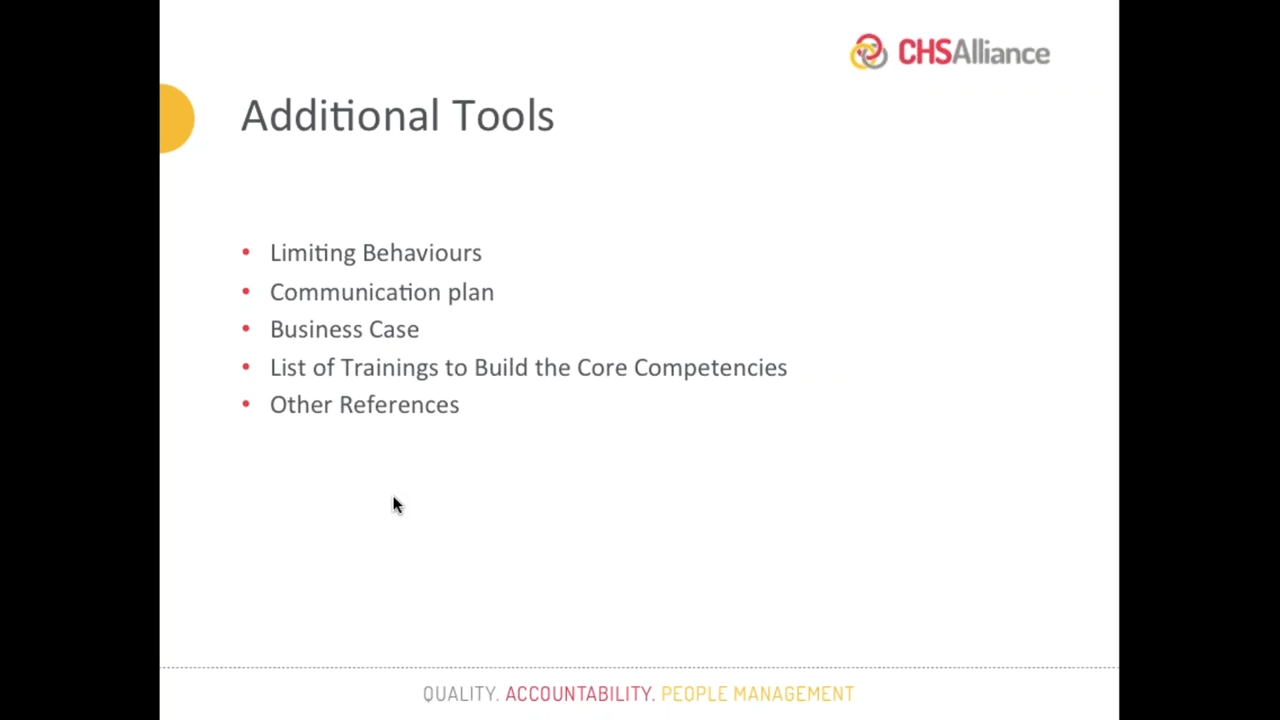 CHSAlliance
Additional Tools
• Limiting Behaviours
• Communication plan
• Business Case
• List of Trainings to Build the Core Competencies
• Other References
QUALITY. ACCOUNTABILITY. PEOPLE MANAGEMENT